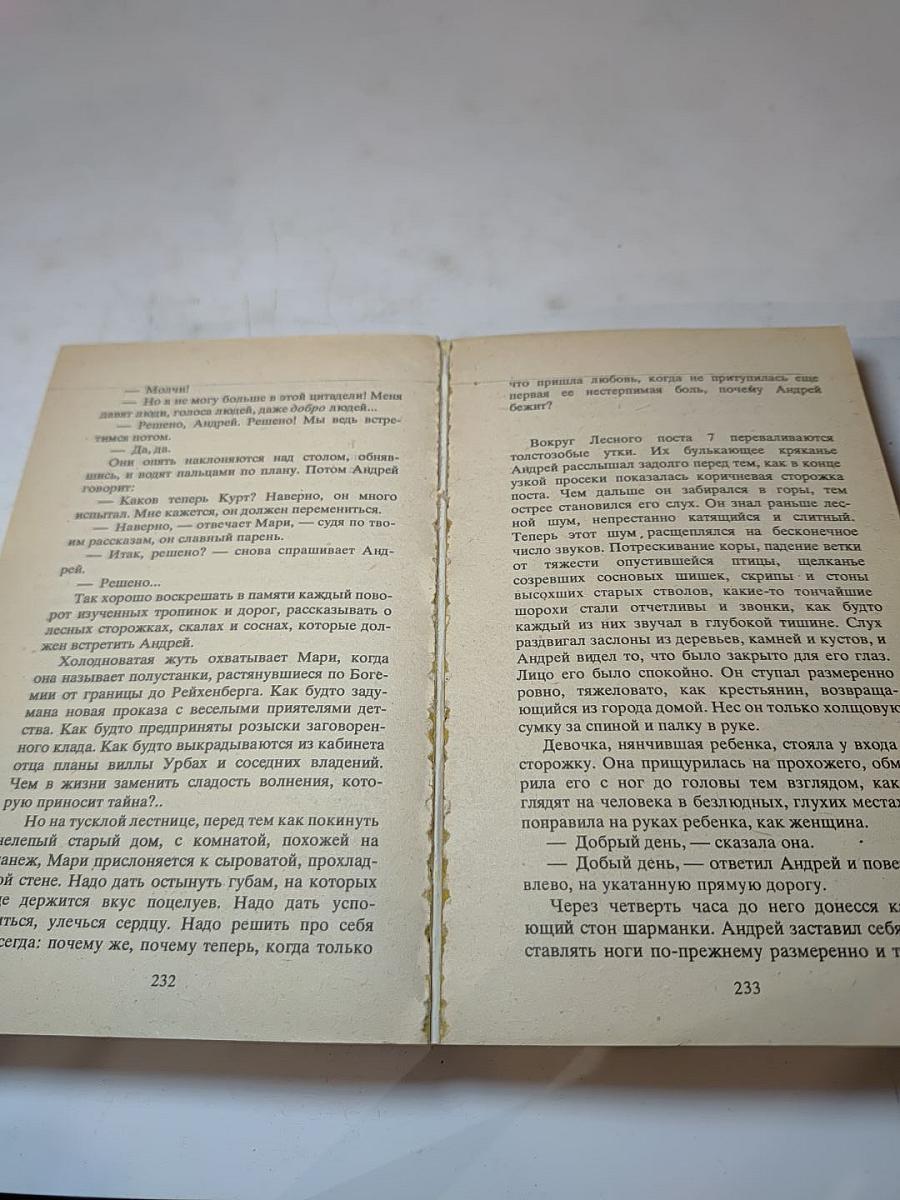 — Молчи!
— Но я не могу больше в этой цитадели! Меня
давят люди, голоса людей, даже добро людей...
— Решено, Андрей. Решено! Мы ведь встре-
тимся потом.
— Да, да.
Они опять наклоняются над столом, обняв-
шись, и водят пальцами по плану. Потом Андрей
говорит:
— Каков теперь Курт? Наверно, он много
испытал. Мне кажется, он должен перемениться.
— Наверно, — отвечает Мари, — судя по тво-
им рассказам, он славный парень.
— Итак, решено? — снова спрашивает Анд-
рей.
— Решено...
Так хорошо воскрешать в памяти каждый пово-
рот изученных тропинок и дорог, рассказывать о
лесных сторожках, скалах и соснах, которые дол-
жен встретить Андрей.
Холодноватая жуть охватывает Мари, когда
она называет полустанки, растянувшиеся по Боге-
мии от границы до Рейхенберга. Как будто заду-
мана новая проказа с веселыми приятелями дет-
ства. Как будто предприняты розыски заговорен-
ного клада. Как будто выкрадываются из кабинета
отца планы виллы Урбах и соседних владений.
Чем в жизни заменить сладость волнения, кото-
рую приносит тайна?..
Но на тусклой лестнице, перед тем как покинуть
нелепый старый дом, с комнатой, похожей на
анеж, Мари прислоняется к сыроватой, прохлад-
ой стене. Надо дать остынуть губам, на которых
е держится вкус поцелуев. Надо дать успо-
иться, улечься сердцу. Надо решить про себя
сегда: почему же, почему теперь, когда только
232
что пришла любовь, когда не притупилась еще
первая ее нестерпимая боль, почему Андрей
бежит?
Вокруг Лесного поста 7 переваливаются
толстозобые утки. Их булькающее кряканье
Андрей расслышал задолго перед тем, как в конце
узкой просеки показалась коричневая сторожка
поста. Чем дальше он забирался в горы, тем
острее становился его слух. Он знал раньше лес-
ной шум, непрестанно катящийся и слитный.
Теперь этот шум расщеплялся на бесконечное
число звуков. Потрескивание коры, падение ветки
от тяжести опустившейся птицы, щелканье
созревших сосновых шишек, скрипы и стоны
высохших старых стволов, какие-то тончайшие
шорохи стали отчетливы и звонки, как будто
каждый из них звучал в глубокой тишине. Слух
раздвигал заслоны из деревьев, камней и кустов, и
Андрей видел то, что было закрыто для его глаз.
Лицо его было спокойно. Он ступал размеренно
ровно, тяжеловато, как крестьянин, возвраща-
ющийся из города домой. Нес он только холщовую
сумку за спиной и палку в руке.
Девочка, нянчившая ребенка, стояла у входа
сторожку. Она прищурилась на прохожего, обм
рила его с ног до головы тем взглядом, как
глядят на человека в безлюдных, глухих местах
поправила на руках ребенка, как женщина.
— Добрый день, — сказала она.
— Добый день, — ответил Андрей и пове
влево, на укатанную прямую дорогу.
Через четверть часа до него донесся к
ющий стон шарманки. Андрей заставил себя
ставлять ноги по-прежнему размеренно и т
233